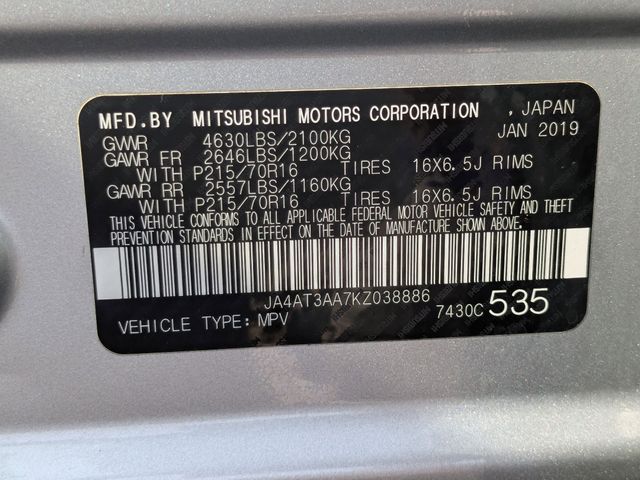 MFD.BY MITSUBISHI MOTORS CORPORATION , JAPAN
GVWR 4630LBS/2100KG JAN 2019
GAWR FR 2646LBS/1200KG
WITH P215/70R16 TIRES 16X6.5J RIMS
GAWR RR 2557LBS/1160KG
WITH P215/70R16 TIRES 16X6.5J RIMS
THIS VEHICLE CONFORMS TO ALL APPLICABLE FEDERAL MOTOR VEHICLE SAFETY AND THEFT
PREVENTION STANDARDS IN EFFECT ON THE DATE OF MANUFACTURE SHOWN ABOVE.
JA4AT3AA7KZ038886
VEHICLE TYPE:MPV 7430C 535